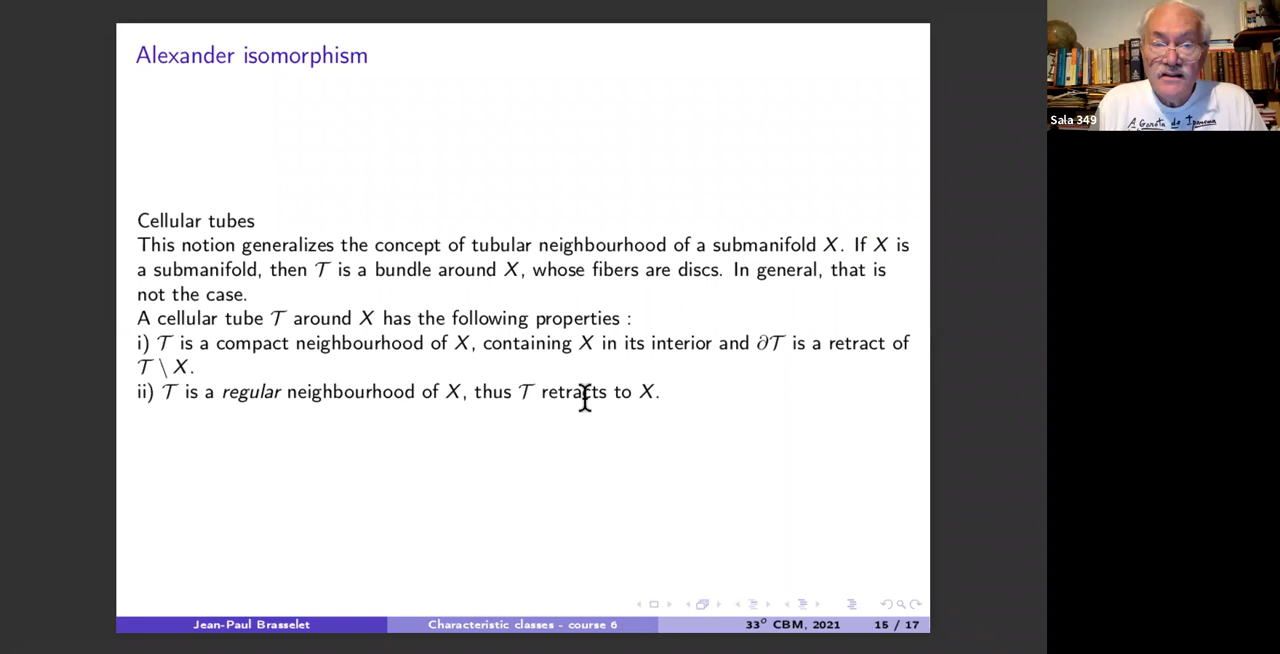 Alexander isomorphism
Cellular tubes
This notion generalizes the concept of tubular neighbourhood of a submanifold X. If X is
a submanifold, then 𝒯 is a bundle around X, whose fibers are discs. In general, that is
not the case.
A cellular tube 𝒯 around X has the following properties :
i) 𝒯 is a compact neighbourhood of X, containing X in its interior and ∂𝒯 is a retract of
𝒯 \ X.
ii) 𝒯 is a regular neighbourhood of X, thus 𝒯 retracts to X.
Jean-Paul Brasselet
Characteristic classes - course 6
33° CBM, 2021
15 / 17
Sala 349
A Garota de Ipanema